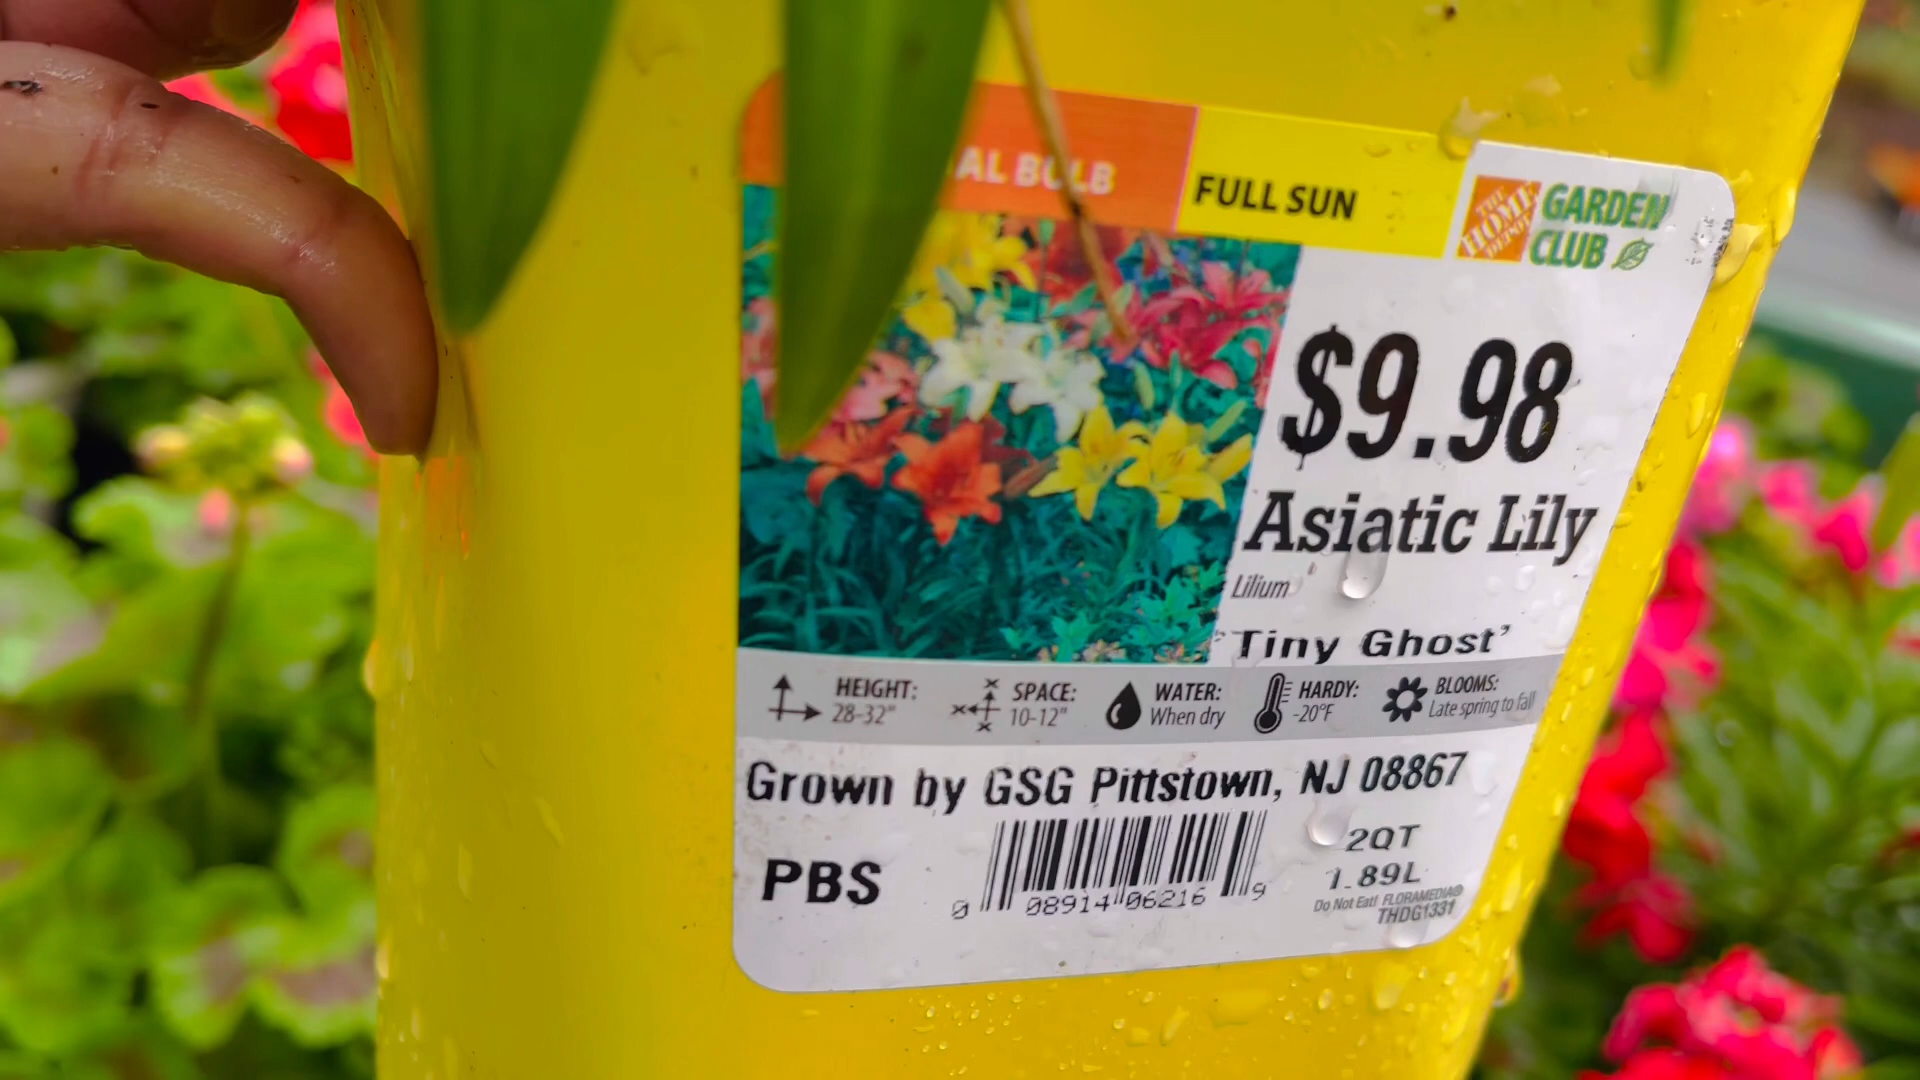 AL BULB
FULL SUN
THE HOME DEPOT
GARDEN CLUB
$9.98
Asiatic Lily
Lilium
'Tiny Ghost'
HEIGHT: 28-32"
SPACE: 10-12"
WATER: When dry
HARDY: -20°F
BLOOMS: Late spring to fall
Grown by GSG Pittstown, NJ 08867
PBS
0 08914 06216 9
2QT
1.89L
Do Not Eat! FLORAMEDIA®
THDG1331